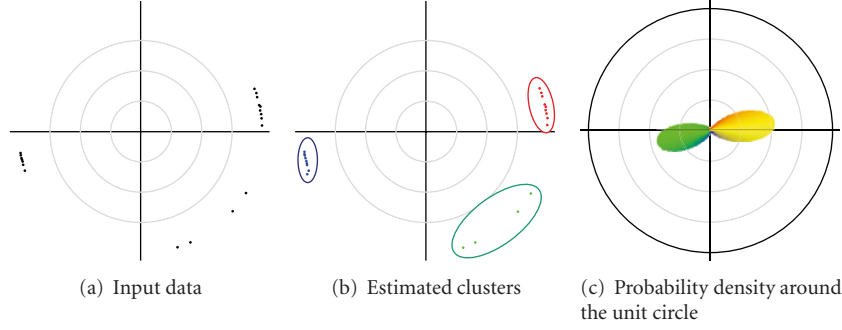 (a) Input data
(b) Estimated clusters
(c) Probability density around
the unit circle